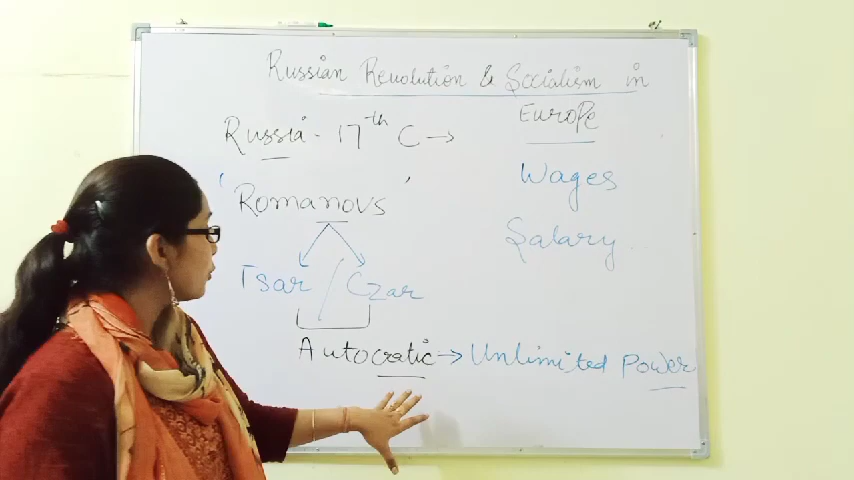 Russian Revolution & Socialism in
Europe
Russia - 17th C →
Wages
'Romanovs'
Salary
Tsar / Czar
Autocratic → Unlimited Power